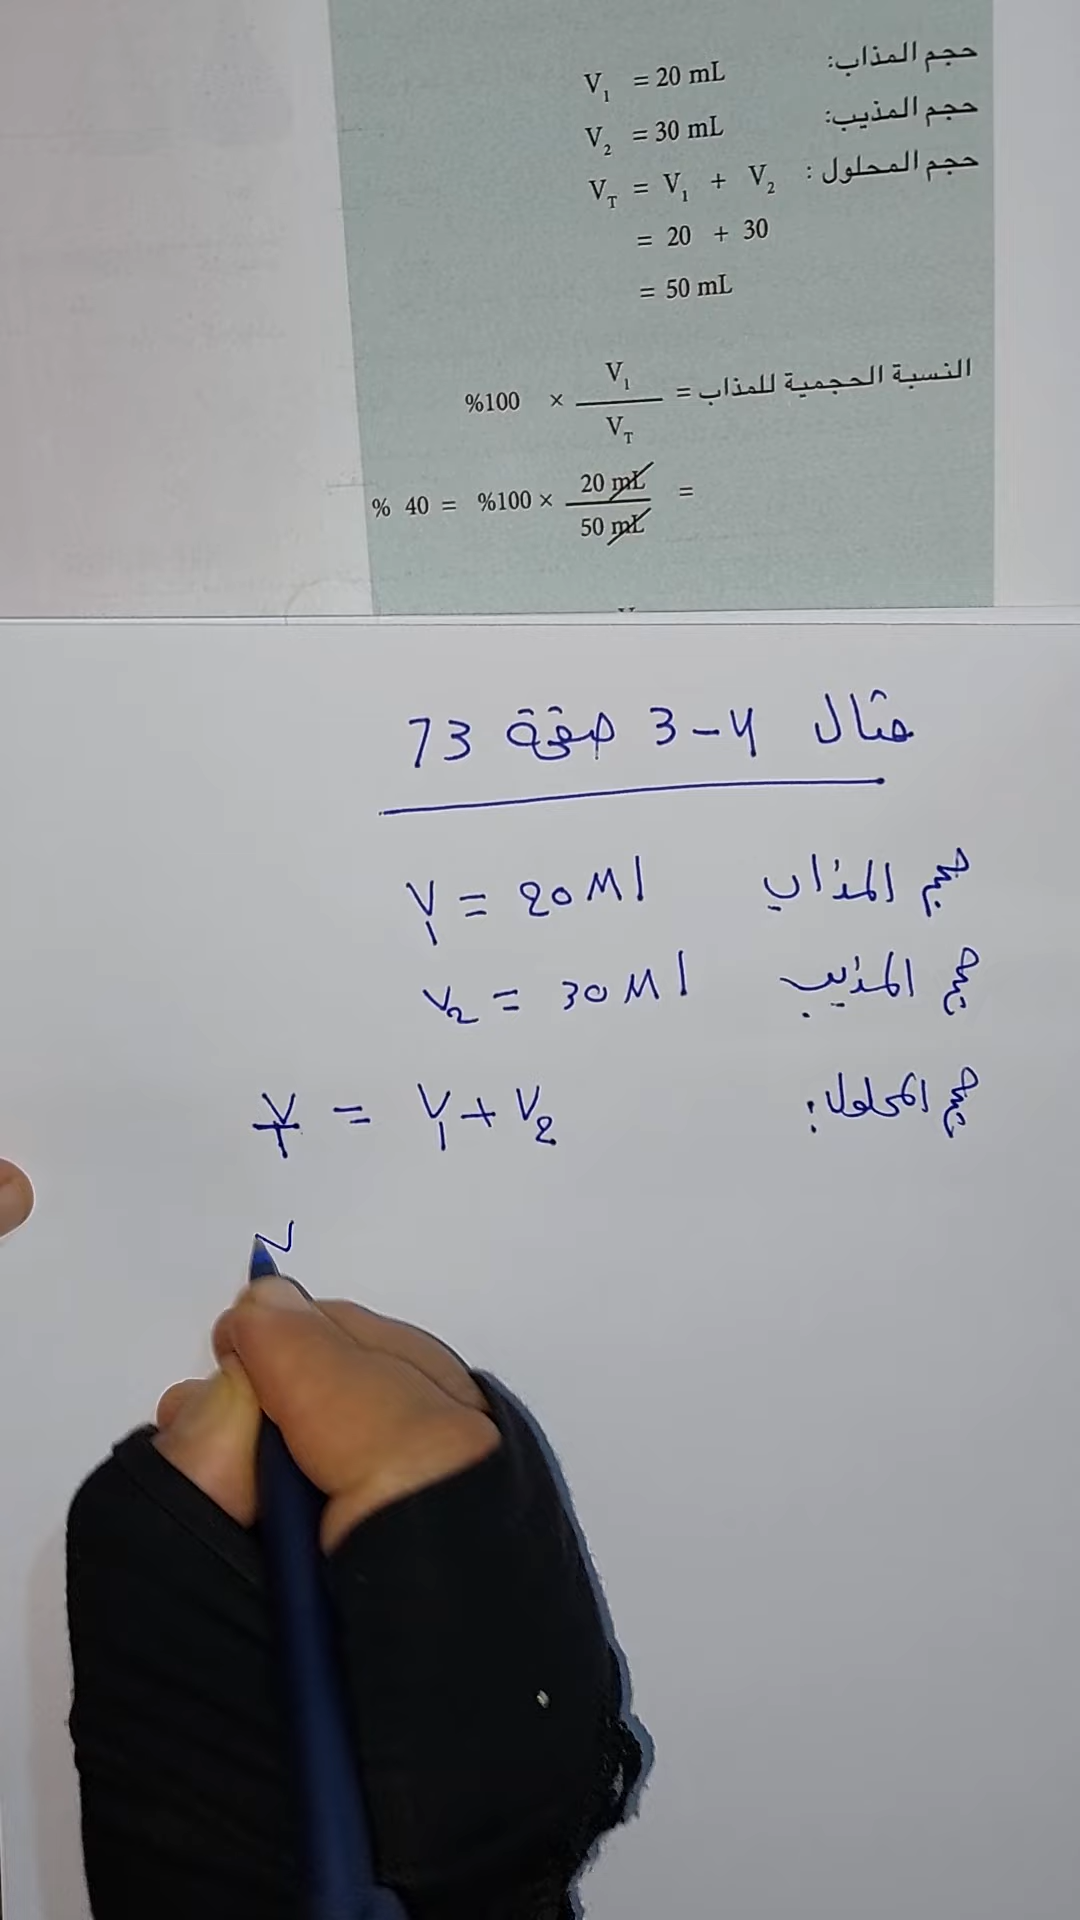 حجم المذاب: V₁ = 20 mL
حجم المذيب: V₂ = 30 mL
حجم المحلول : V_T = V₁ + V₂
= 20 + 30
= 50 mL
النسبة الحجمية للمذاب = V₁ / V_T × %100
= 20 mL / 50 mL × %100 = 40 %
مثال 4-3 صفحة 73
حجم المذاب V₁ = 20 Ml
حجم المذيب V₂ = 30 Ml
حجم المحلول: V_T = V₁ + V₂
V